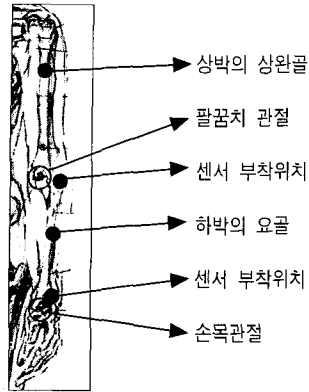 상박의 상완골
팔꿈치 관절
센서 부착위치
하박의 요골
센서 부착위치
손목관절